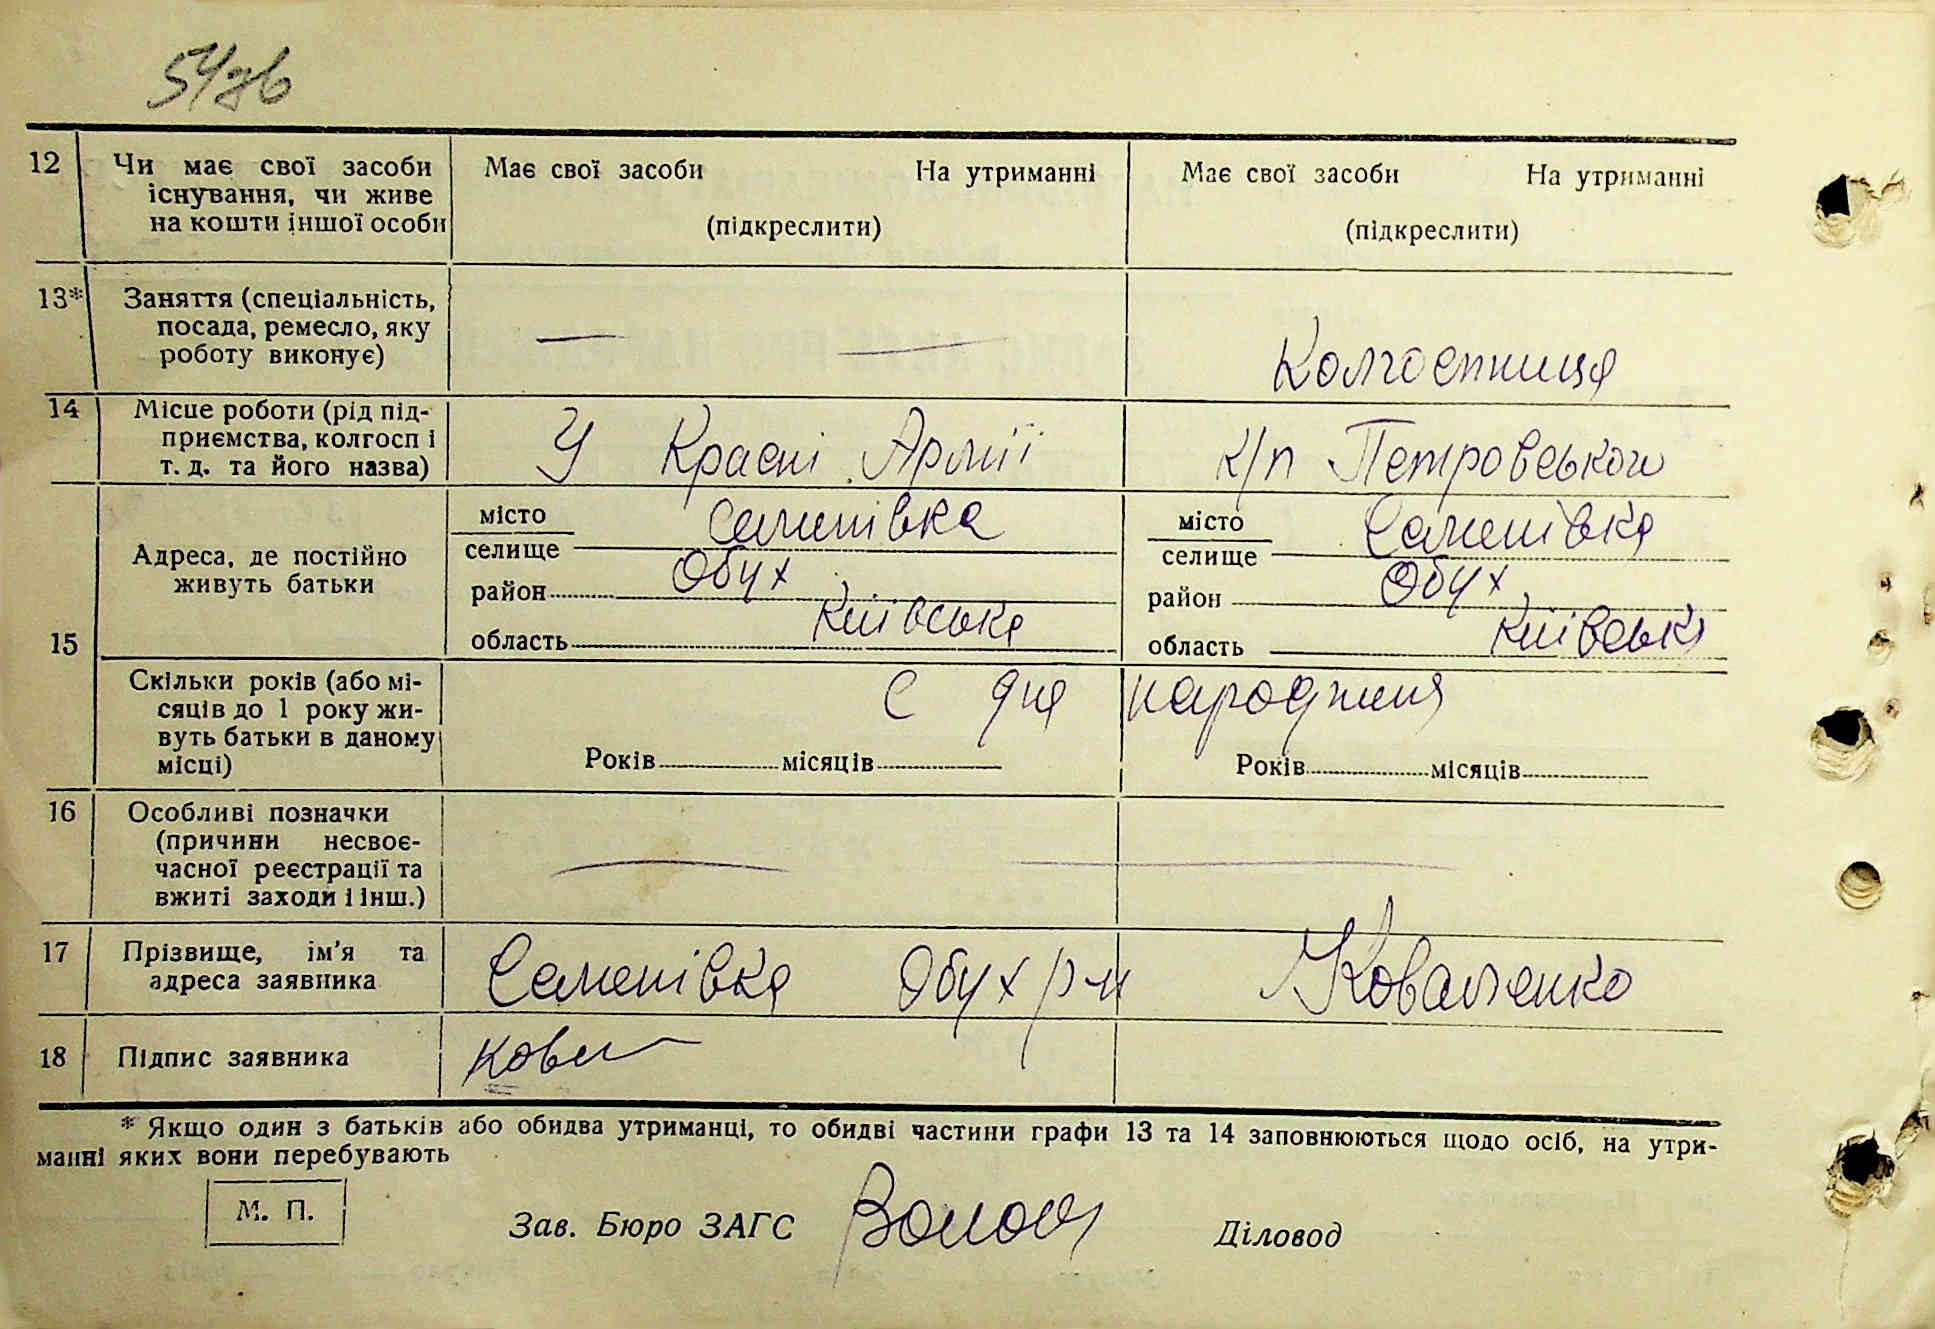 54зв
12 Чи має свої засоби існування, чи живе на кошти іншої особи
Має свої засоби На утриманні
(підкреслити)
Має свої засоби На утриманні
(підкреслити)
13* Заняття (спеціальність, посада, ремесло, яку роботу виконує)
— —
Колгоспниця
14 Місце роботи (рід підприємства, колгосп і т. д. та його назва)
У Красні Армії
к/п Петровського
15 Адреса, де постійно живуть батьки
місто
селище Семенівка
район Обух
область Київська
місто
селище Семенівка
район Обух
область Київська
Скільки років (або місяців до 1 року живуть батьки в даному місці)
С дня народження
Років місяців
Років місяців
16 Особливі позначки (причини несвоєчасної реєстрації та вжиті заходи і інш.)
— —
17 Прізвище, ім'я та адреса заявника
Семенівка Обух р-н Коваленко
18 Підпис заявника
* Якщо один з батьків або обидва утриманці, то обидві частини графи 13 та 14 заповнюються щодо осіб, на утриманні яких вони перебувають
М. П.
Зав. Бюро ЗАГС
Діловод